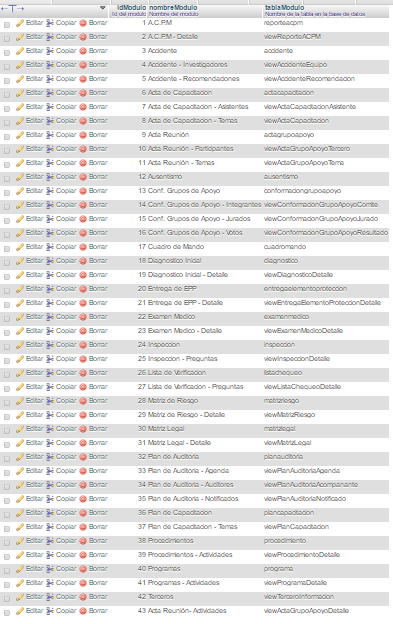 idModulo nombreModulo tablaModulo
Id del modulo Nombre del modulo Nombre de la tabla en la base de datos
Editar Copiar Borrar 1 A.C.P.M reporteacpm
Editar Copiar Borrar 2 A.C.P.M - Detalle viewReporteACPM
Editar Copiar Borrar 3 Accidente accidente
Editar Copiar Borrar 4 Accidente - Investigadores viewAccidenteEquipo
Editar Copiar Borrar 5 Accidente - Recomendaciones viewAccidenteRecomendacion
Editar Copiar Borrar 6 Acta de Capacitacion actacapacitacion
Editar Copiar Borrar 7 Acta de Capacitacion - Asistentes viewActaCapacitacionAsistente
Editar Copiar Borrar 8 Acta de Capacitacion - Temas viewActaCapacitacion
Editar Copiar Borrar 9 Acta Reunión actagrupoapoyo
Editar Copiar Borrar 10 Acta Reunión - Participantes viewActaGrupoApoyoTercero
Editar Copiar Borrar 11 Acta Reunión - Temas viewActaGrupoApoyoTema
Editar Copiar Borrar 12 Ausentismo ausentismo
Editar Copiar Borrar 13 Conf. Grupos de Apoyo conformaciongrupoapoyo
Editar Copiar Borrar 14 Conf. Grupos de Apoyo - Integrantes viewConformacionGrupoApoyoComite
Editar Copiar Borrar 15 Conf. Grupos de Apoyo - Jurados viewConformacionGrupoApoyoJurado
Editar Copiar Borrar 16 Conf. Grupos de Apoyo - Votos viewConformacionGrupoApoyoResultado
Editar Copiar Borrar 17 Cuadro de Mando cuadromando
Editar Copiar Borrar 18 Diagnostico Inicial diagnostico
Editar Copiar Borrar 19 Diagnostico Inicial - Detalle viewDiagnosticoDetalle
Editar Copiar Borrar 20 Entrega de EPP entregaelementoproteccion
Editar Copiar Borrar 21 Entrega de EPP - Detalle viewEntregaElementoProteccionDetalle
Editar Copiar Borrar 22 Examen Medico examenmedico
Editar Copiar Borrar 23 Examen Medico - Detalle viewExamenMedicoDetalle
Editar Copiar Borrar 24 Inspeccion inspeccion
Editar Copiar Borrar 25 Inspeccion - Preguntas viewInspeccionDetalle
Editar Copiar Borrar 26 Lista de Verificacion listachequeo
Editar Copiar Borrar 27 Lista de Verificacion - Preguntas viewListaChequeoDetalle
Editar Copiar Borrar 28 Matriz de Riesgo matrizriesgo
Editar Copiar Borrar 29 Matriz de Riesgo - Detalle viewMatrizRiesgo
Editar Copiar Borrar 30 Matriz Legal matrizlegal
Editar Copiar Borrar 31 Matriz Legal - Detalle viewMatrizLegal
Editar Copiar Borrar 32 Plan de Auditoria planauditoria
Editar Copiar Borrar 33 Plan de Auditoria - Agenda viewPlanAuditoriaAgenda
Editar Copiar Borrar 34 Plan de Auditoria - Auditores viewPlanAuditoriaAcompanante
Editar Copiar Borrar 35 Plan de Auditoria - Notificados viewPlanAuditoriaNotificado
Editar Copiar Borrar 36 Plan de Capacitacion plancapacitacion
Editar Copiar Borrar 37 Plan de Capacitacion - Temas viewPlanCapacitacion
Editar Copiar Borrar 38 Procedimientos procedimiento
Editar Copiar Borrar 39 Procedimientos - Actividades viewProcedimientoDetalle
Editar Copiar Borrar 40 Programas programa
Editar Copiar Borrar 41 Programas - Actividades viewProgramaDetalle
Editar Copiar Borrar 42 Terceros viewTerceroInformacion
Editar Copiar Borrar 43 Acta Reunión- Actividades viewActaGrupoApoyoDetalle